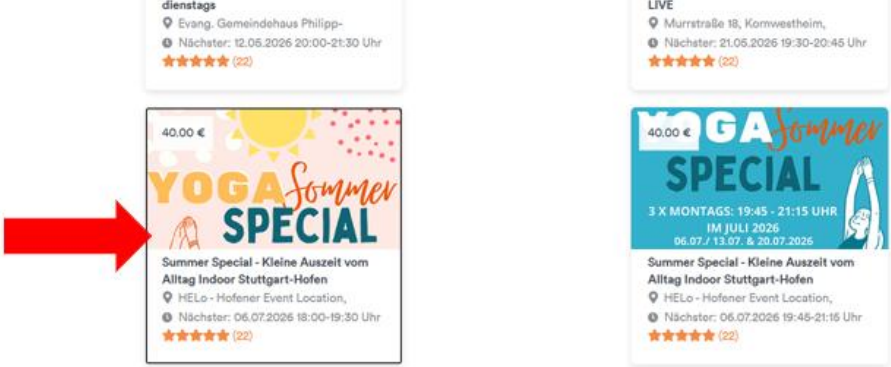 dienstags
Evang. Gemeindehaus Philipp-
Nächster: 12.05.2026 20:00-21:30 Uhr
(22)
LIVE
Murrstraße 18, Kornwestheim,
Nächster: 21.05.2026 19:30-20:45 Uhr
(22)
40.00 €
YOGA Sommer
SPECIAL
Summer Special - Kleine Auszeit vom
Alltag Indoor Stuttgart-Hofen
HELo - Hofener Event Location,
Nächster: 06.07.2026 18:00-19:30 Uhr
(22)
40.00 €
YOGA Sommer
SPECIAL
3 X MONTAGS: 19:45 - 21:15 UHR
IM JULI 2026
06.07./ 13.07. & 20.07.2026
Summer Special - Kleine Auszeit vom
Alltag Indoor Stuttgart-Hofen
HELo - Hofener Event Location,
Nächster: 06.07.2026 19:45-21:15 Uhr
(22)